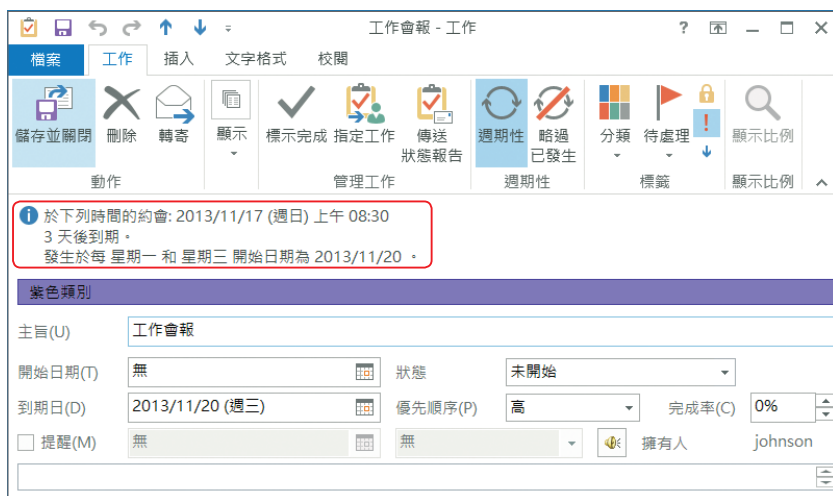 工作會報 - 工作
?
檔案 工作 插入 文字格式 校閱
儲存並關閉 刪除 轉寄 顯示 標示完成 指定工作 傳送 狀態報告 週期性 略過 已發生 分類 待處理 ! 顯示比例
動作 管理工作 週期性 標籤 顯示比例
於下列時間的約會: 2013/11/17 (週日) 上午 08:30
3 天後到期。
發生於每 星期一 和 星期三 開始日期為 2013/11/20 。
紫色類別
主旨(U) 工作會報
開始日期(T) 無 狀態 未開始
到期日(D) 2013/11/20 (週三) 優先順序(P) 高 完成率(C) 0%
提醒(M) 無 無 擁有人 johnson